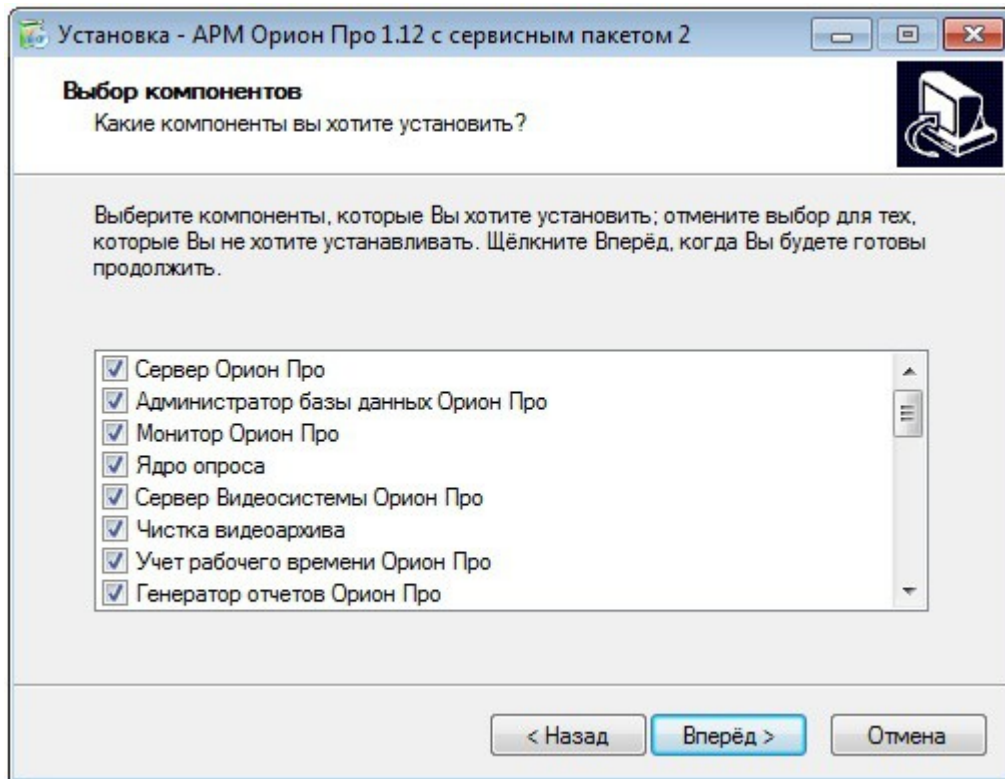 Установка - АРМ Орион Про 1.12 с сервисным пакетом 2
Выбор компонентов
Какие компоненты вы хотите установить?
Выберите компоненты, которые Вы хотите установить; отмените выбор для тех,
которые Вы не хотите устанавливать. Щёлкните Вперёд, когда Вы будете готовы
продолжить.
Сервер Орион Про
Администратор базы данных Орион Про
Монитор Орион Про
Ядро опроса
Сервер Видеосистемы Орион Про
Чистка видеоархива
Учет рабочего времени Орион Про
Генератор отчетов Орион Про
< Назад
Вперёд >
Отмена